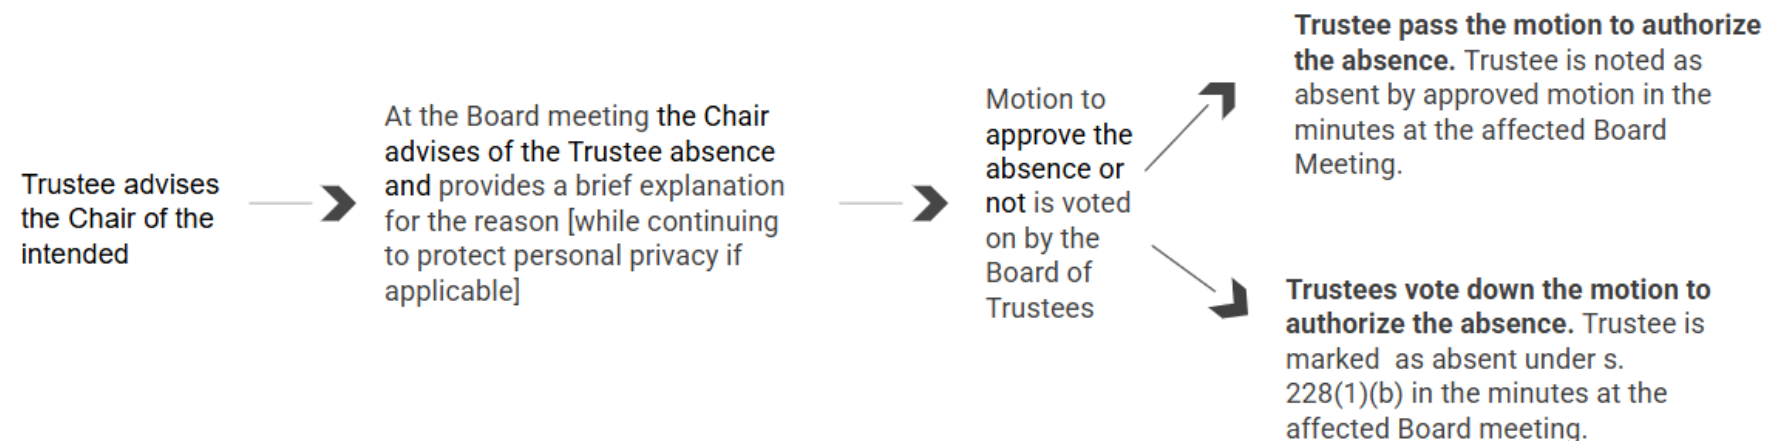 Trustee advises
the Chair of the
intended
At the Board meeting the Chair
advises of the Trustee absence
and provides a brief explanation
for the reason [while continuing
to protect personal privacy if
applicable]
Motion to
approve the
absence or
not is voted
on by the
Board of
Trustees
Trustee pass the motion to authorize
the absence. Trustee is noted as
absent by approved motion in the
minutes at the affected Board
Meeting.
Trustees vote down the motion to
authorize the absence. Trustee is
marked  as absent under s.
228(1)(b) in the minutes at the
affected Board meeting.